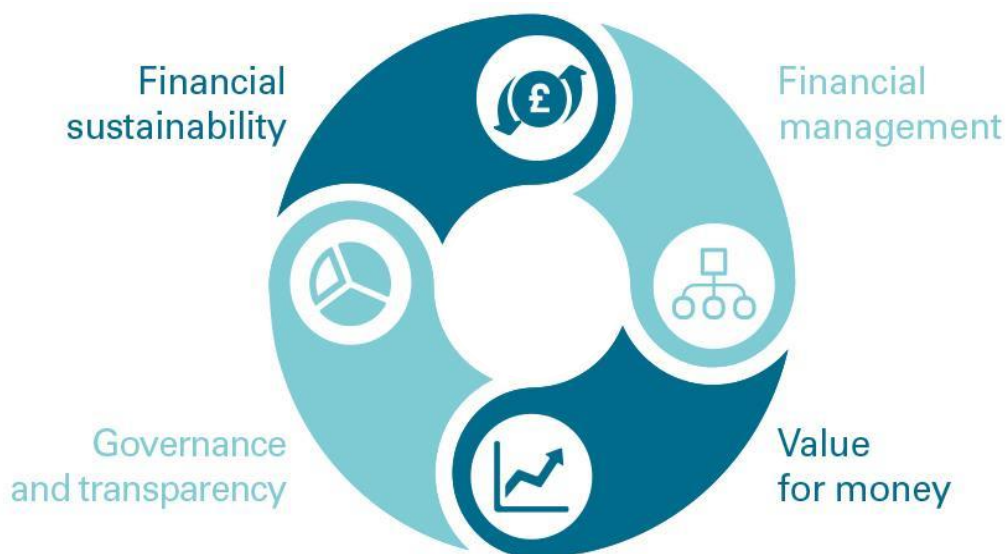 Financial
sustainability
£
Financial
management
Governance
and transparency
Value
for money